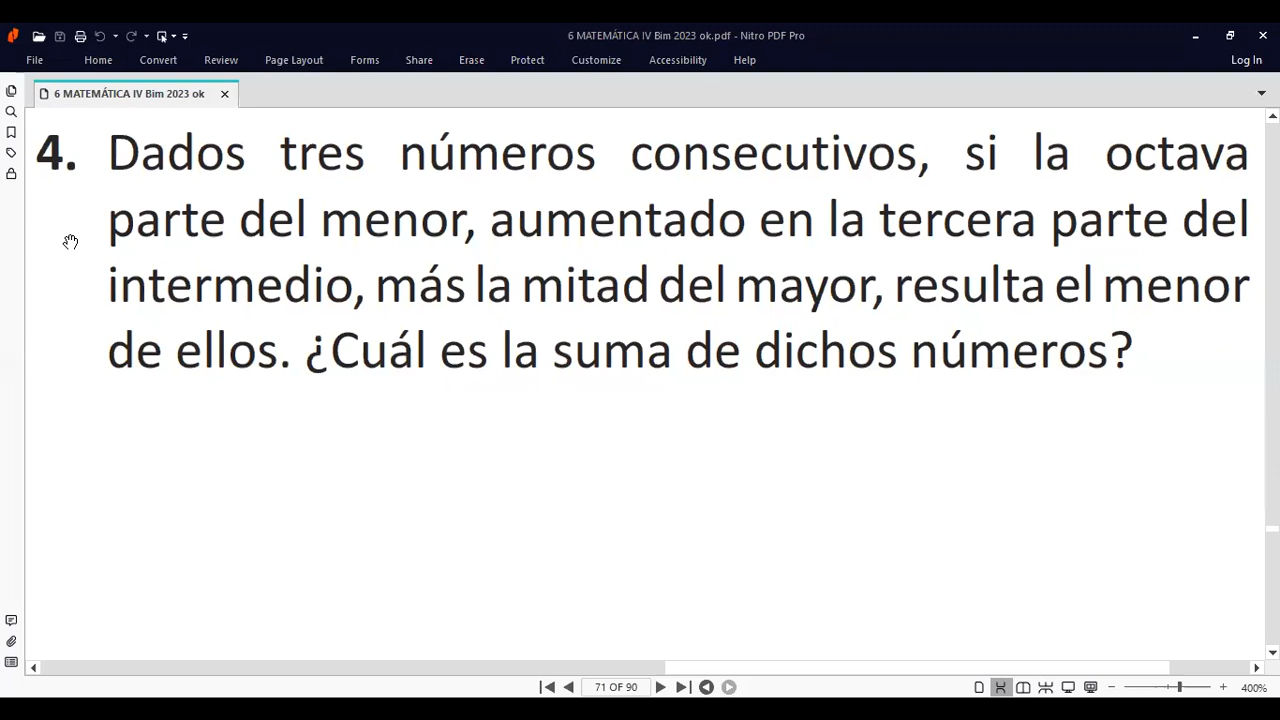 6 MATEMÁTICA IV Bim 2023 ok.pdf - Nitro PDF Pro
File Home Convert Review Page Layout Forms Share Erase Protect Customize Accessibility Help Log In
6 MATEMÁTICA IV Bim 2023 ok
4. Dados tres números consecutivos, si la octava
parte del menor, aumentado en la tercera parte del
intermedio, más la mitad del mayor, resulta el menor
de ellos. ¿Cuál es la suma de dichos números?
71 OF 90 400%